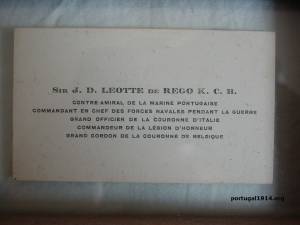 SIR J. D. LEOTTE DE REGO K. C. B.
CONTRE-AMIRAL DE LA MARINE PORTUGAISE
COMMANDANT EN CHEF DES FORCES NAVALES PENDANT LA GUERRE
GRAND OFFICIER DE LA COURONNE D'ITALIE
COMMANDEUR DE LA LÉGION D'HONNEUR
GRAND CORDON DE LA COURONNE DE BELGIQUE
portugal1914.org